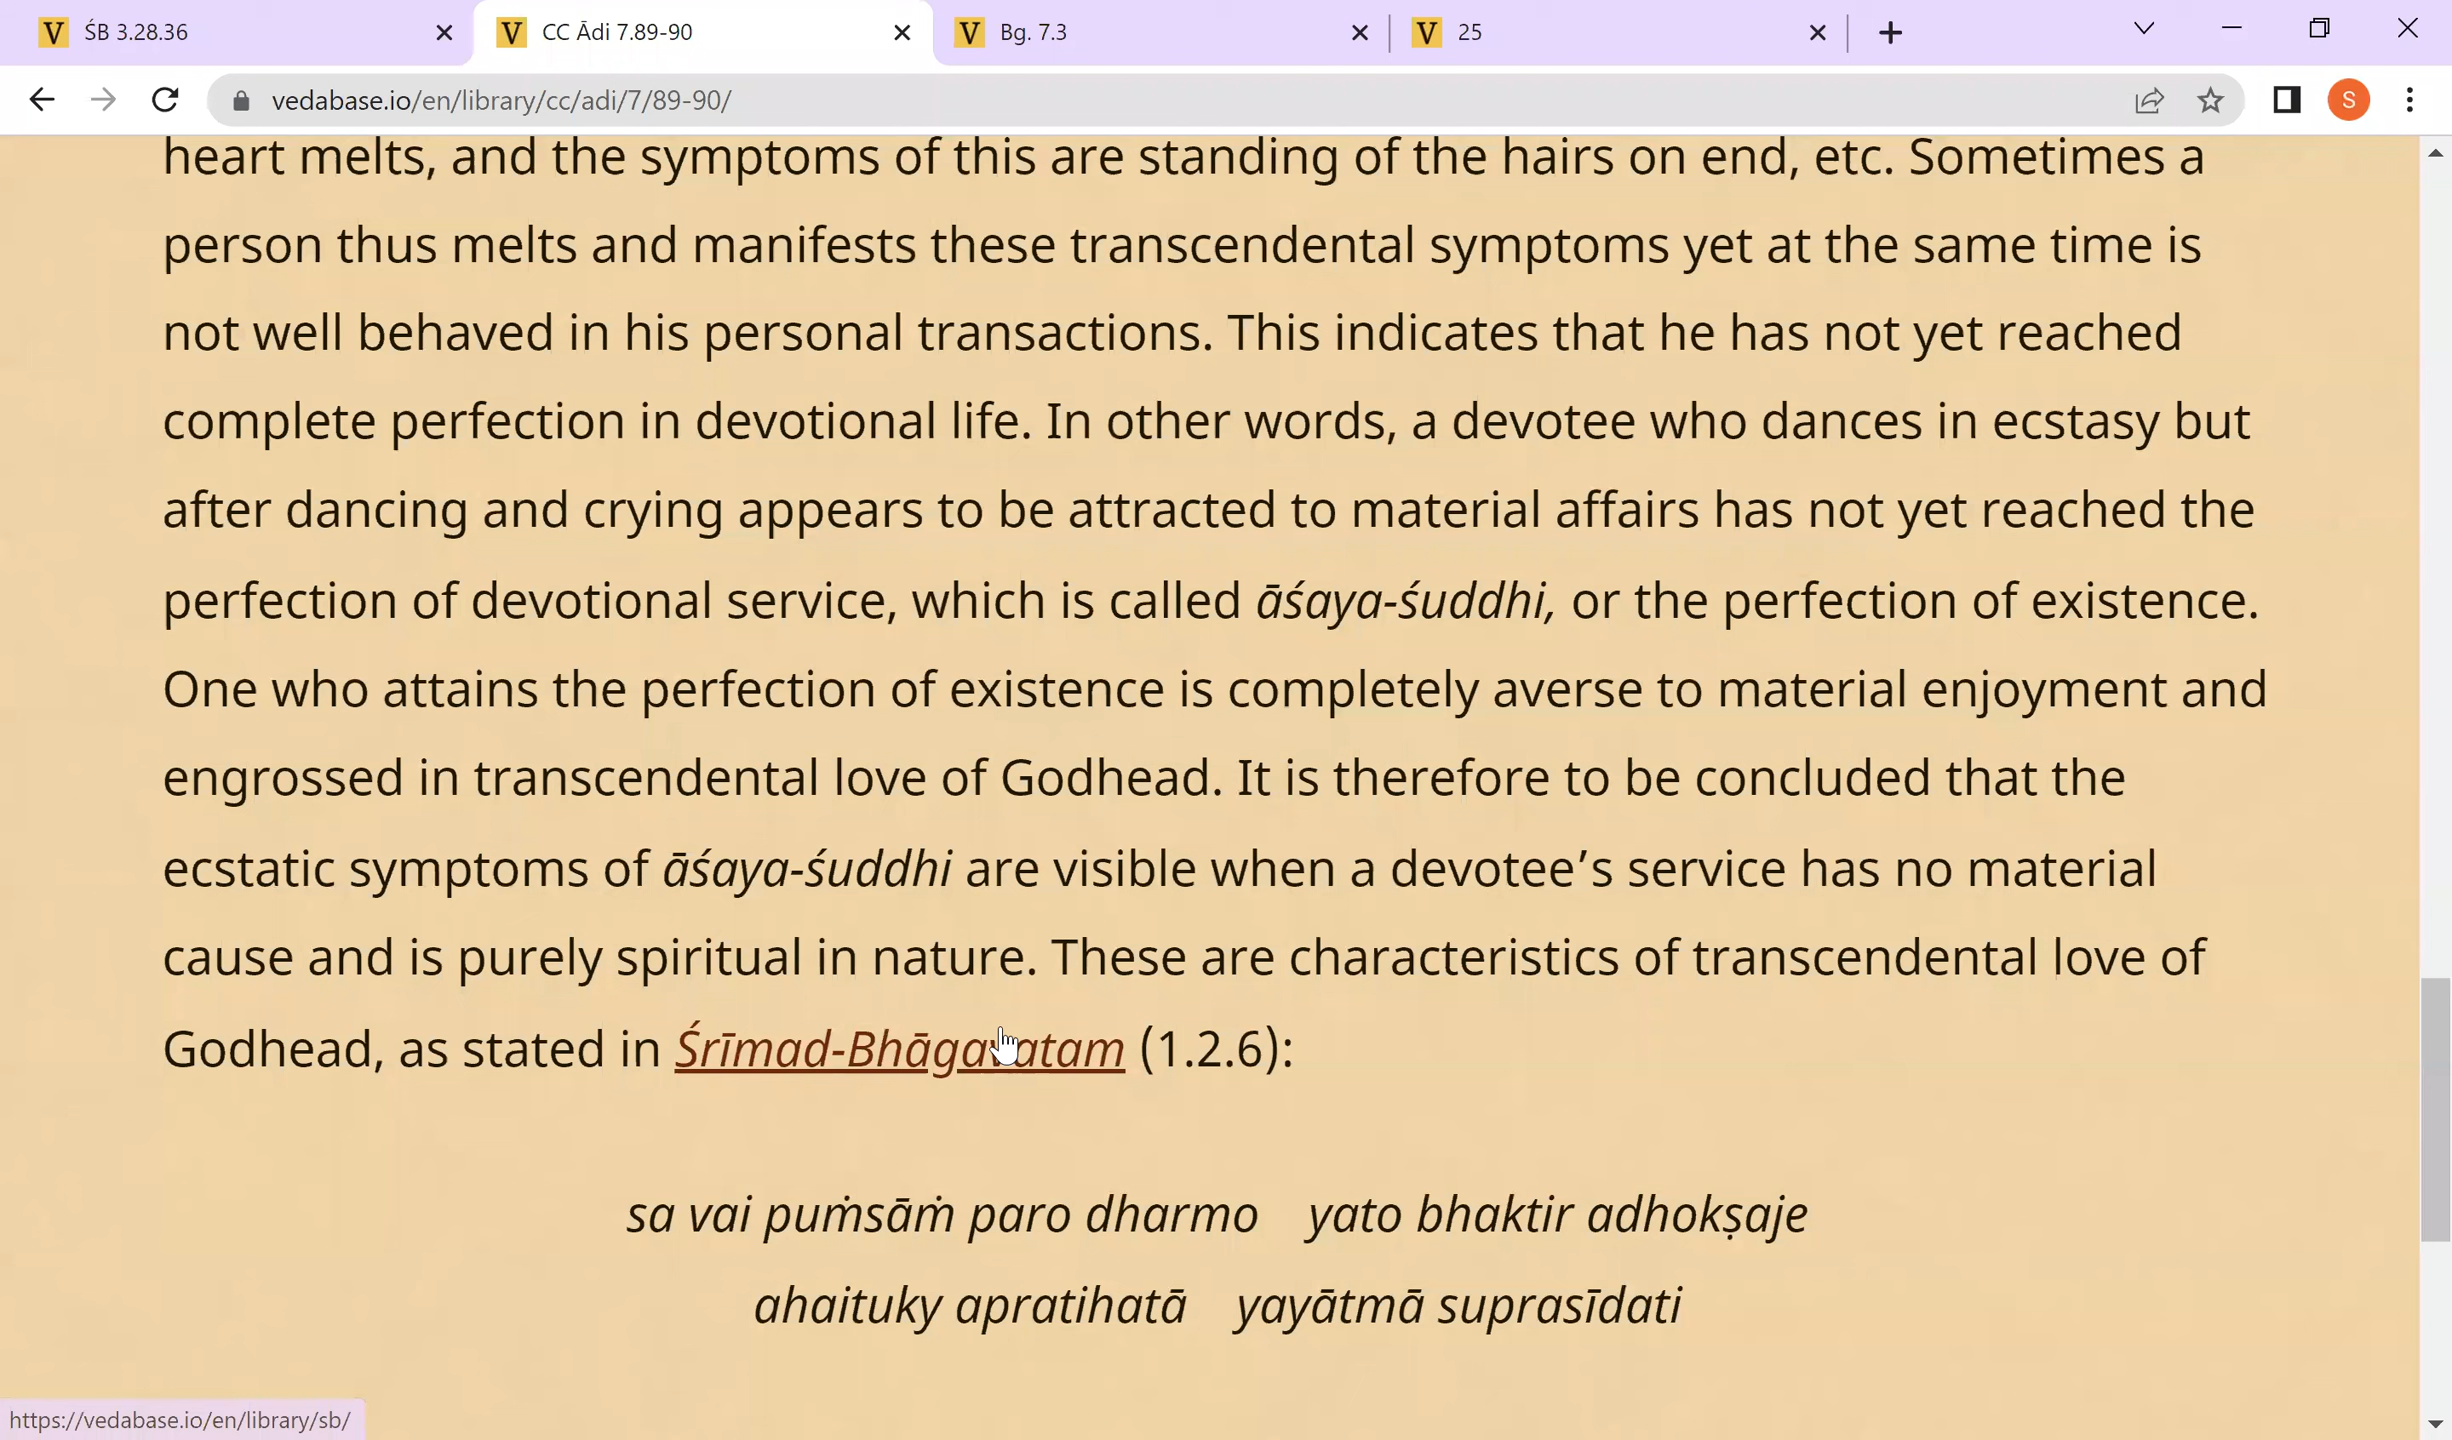 ŚB 3.28.36
CC Ādi 7.89-90
Bg. 7.3
25
vedabase.io/en/library/cc/adi/7/89-90/
S
heart melts, and the symptoms of this are standing of the hairs on end, etc. Sometimes a
person thus melts and manifests these transcendental symptoms yet at the same time is
not well behaved in his personal transactions. This indicates that he has not yet reached
complete perfection in devotional life. In other words, a devotee who dances in ecstasy but
after dancing and crying appears to be attracted to material affairs has not yet reached the
perfection of devotional service, which is called āśaya-śuddhi, or the perfection of existence.
One who attains the perfection of existence is completely averse to material enjoyment and
engrossed in transcendental love of Godhead. It is therefore to be concluded that the
ecstatic symptoms of āśaya-śuddhi are visible when a devotee’s service has no material
cause and is purely spiritual in nature. These are characteristics of transcendental love of
Godhead, as stated in Śrīmad-Bhāgavatam (1.2.6):
sa vai puṁsāṁ paro dharmo yato bhaktir adhokṣaje
ahaituky apratihatā yayātmā suprasīdati
https://vedabase.io/en/library/sb/